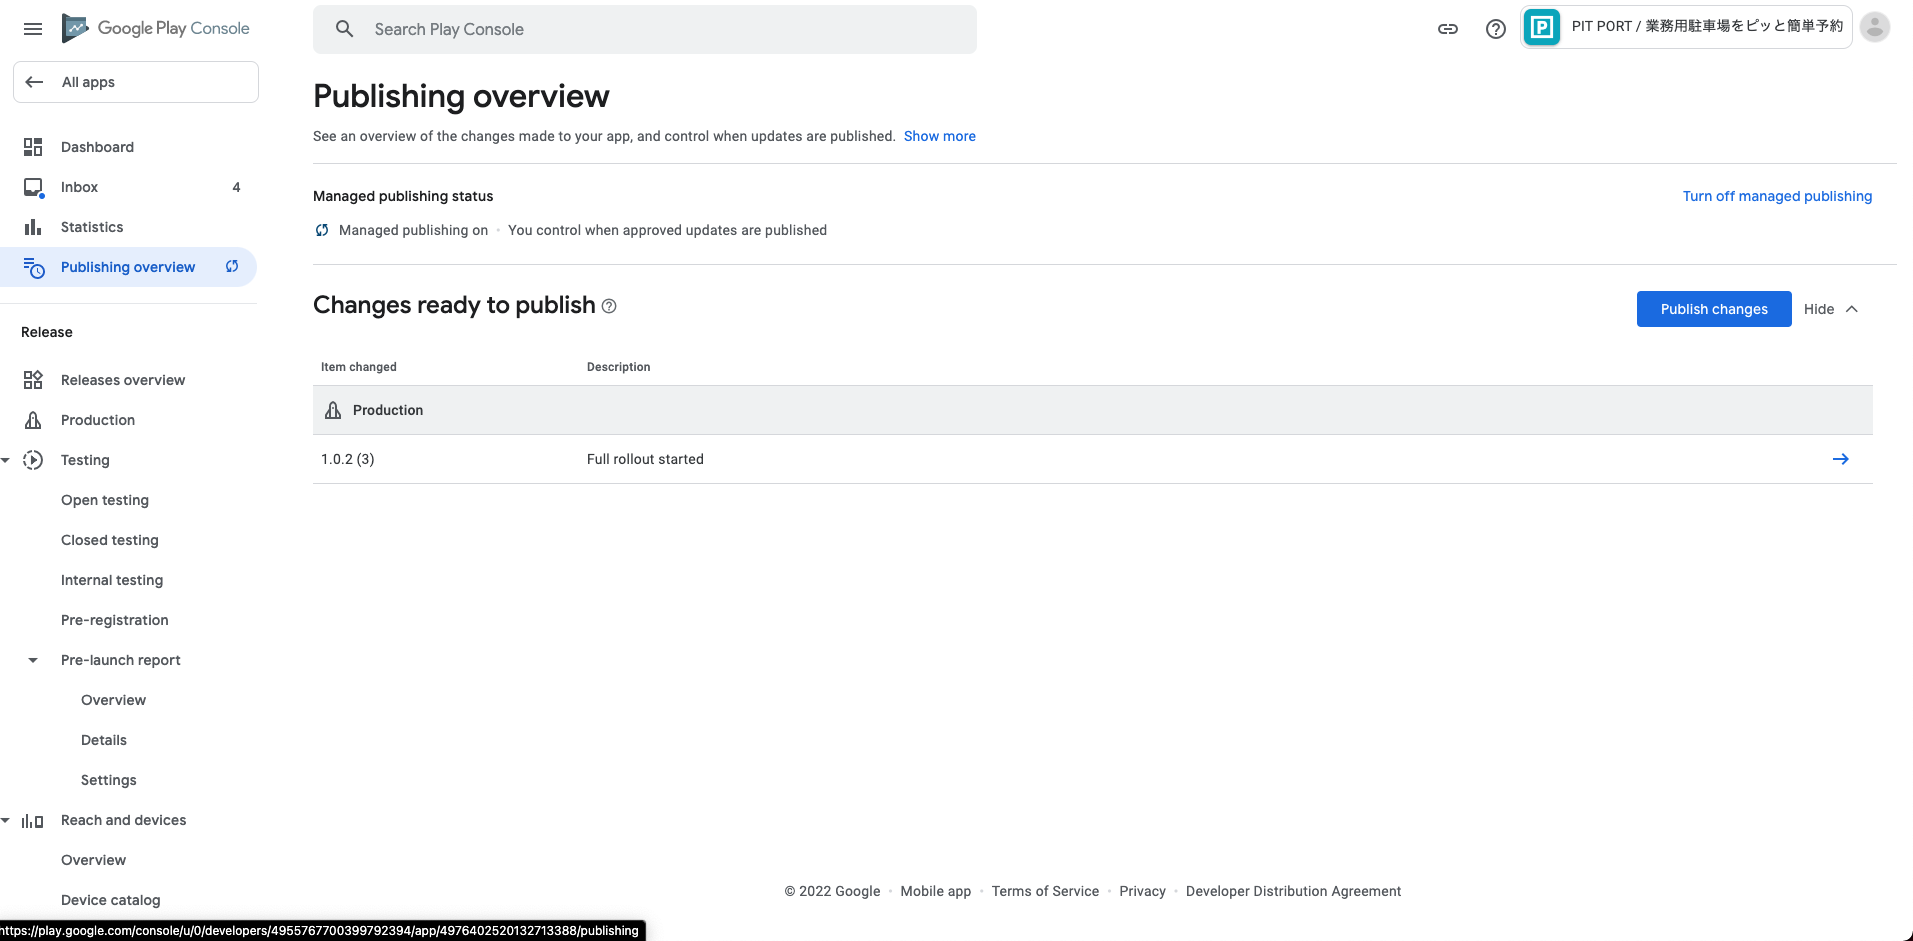 Google Play Console
Search Play Console
PIT PORT / 業務用駐車場をピッと簡単予約
All apps
Dashboard
Inbox 4
Statistics
Publishing overview
Release
Releases overview
Production
Testing
Open testing
Closed testing
Internal testing
Pre-registration
Pre-launch report
Overview
Details
Settings
Reach and devices
Overview
Device catalog
Publishing overview
See an overview of the changes made to your app, and control when updates are published. Show more
Managed publishing status
Turn off managed publishing
Managed publishing on · You control when approved updates are published
Changes ready to publish
Publish changes
Hide
Item changed Description
Production
1.0.2 (3) Full rollout started
© 2022 Google · Mobile app · Terms of Service · Privacy · Developer Distribution Agreement
https://play.google.com/console/u/0/developers/4955767700399792394/app/4976402520132713388/publishing